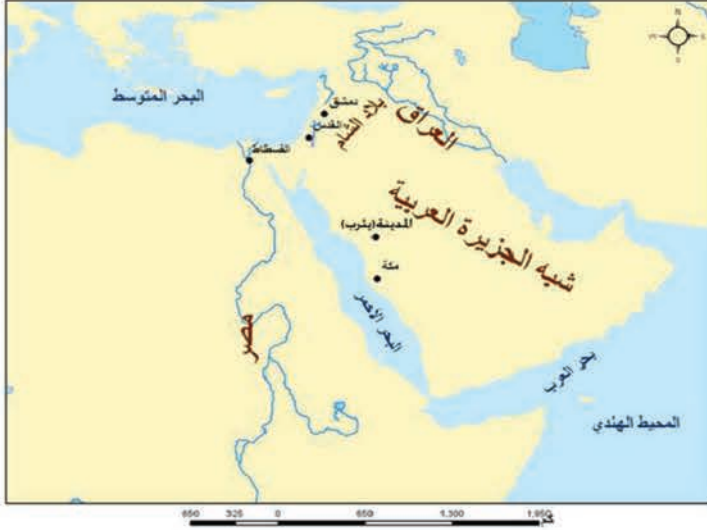 N
W
E
S
البحر المتوسط
دمشق
بلاد الشام
القدس
العراق
الفسطاط
شبه الجزيرة العربية
المدينة(يثرب)
مكة
مصر
البحر الأحمر
بحر العرب
المحيط الهندي
650 325 0 650 1,300 1,950
كم